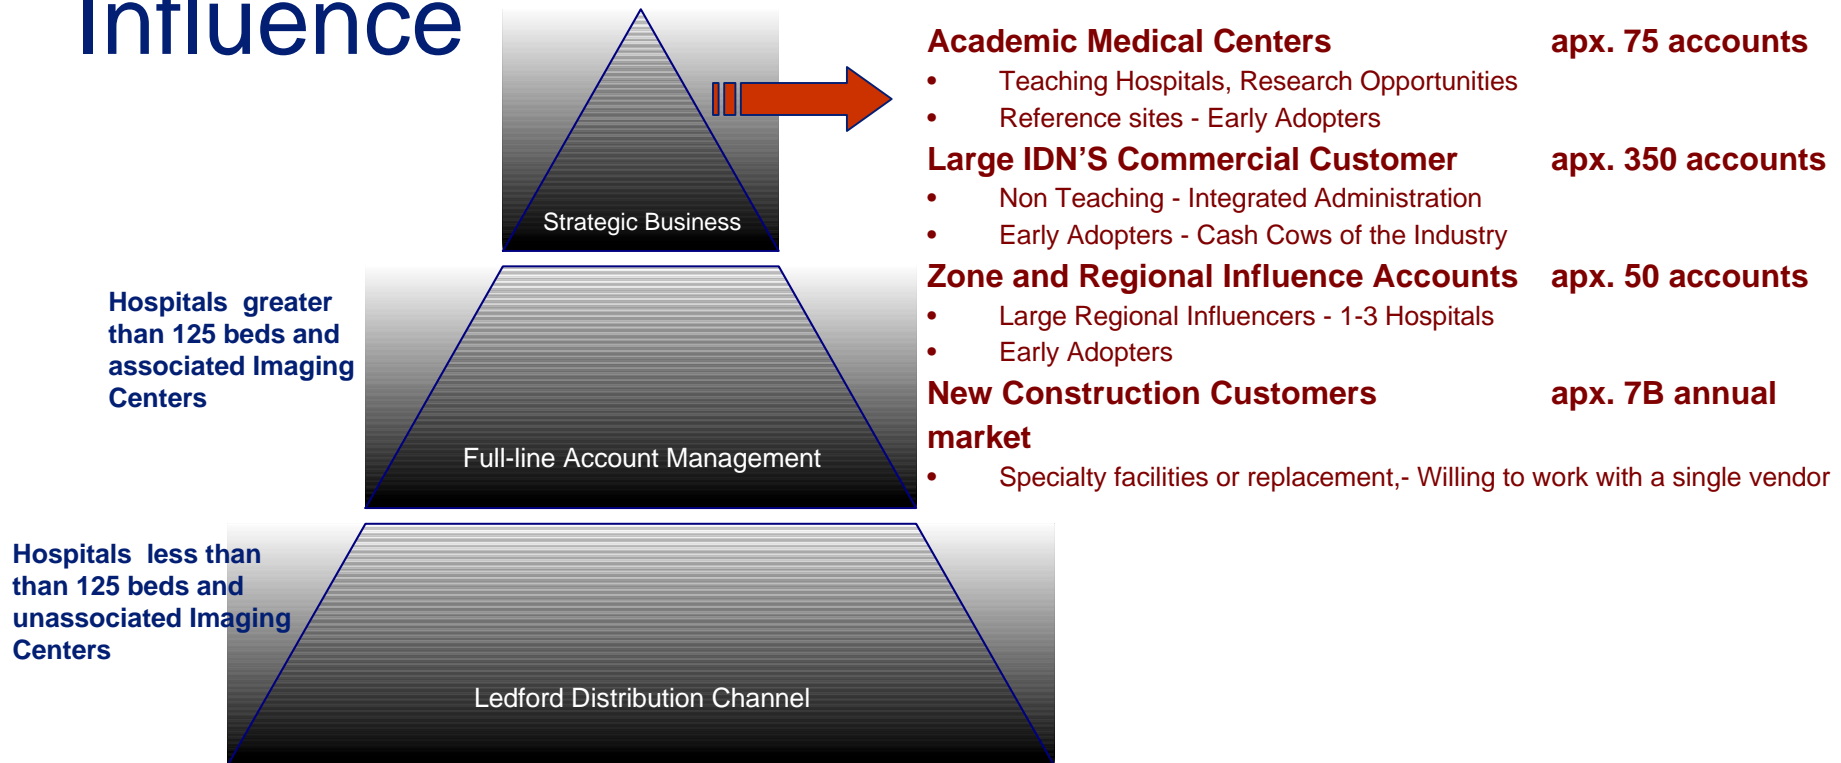 Influence
Strategic Business
Hospitals greater
than 125 beds and
associated Imaging
Centers
Full-line Account Management
Hospitals less than
than 125 beds and
unassociated Imaging
Centers
Ledford Distribution Channel
Academic Medical Centers apx. 75 accounts
• Teaching Hospitals, Research Opportunities
• Reference sites - Early Adopters
Large IDN'S Commercial Customer apx. 350 accounts
• Non Teaching - Integrated Administration
• Early Adopters - Cash Cows of the Industry
Zone and Regional Influence Accounts apx. 50 accounts
• Large Regional Influencers - 1-3 Hospitals
• Early Adopters
New Construction Customers apx. 7B annual
market
• Specialty facilities or replacement,- Willing to work with a single vendor